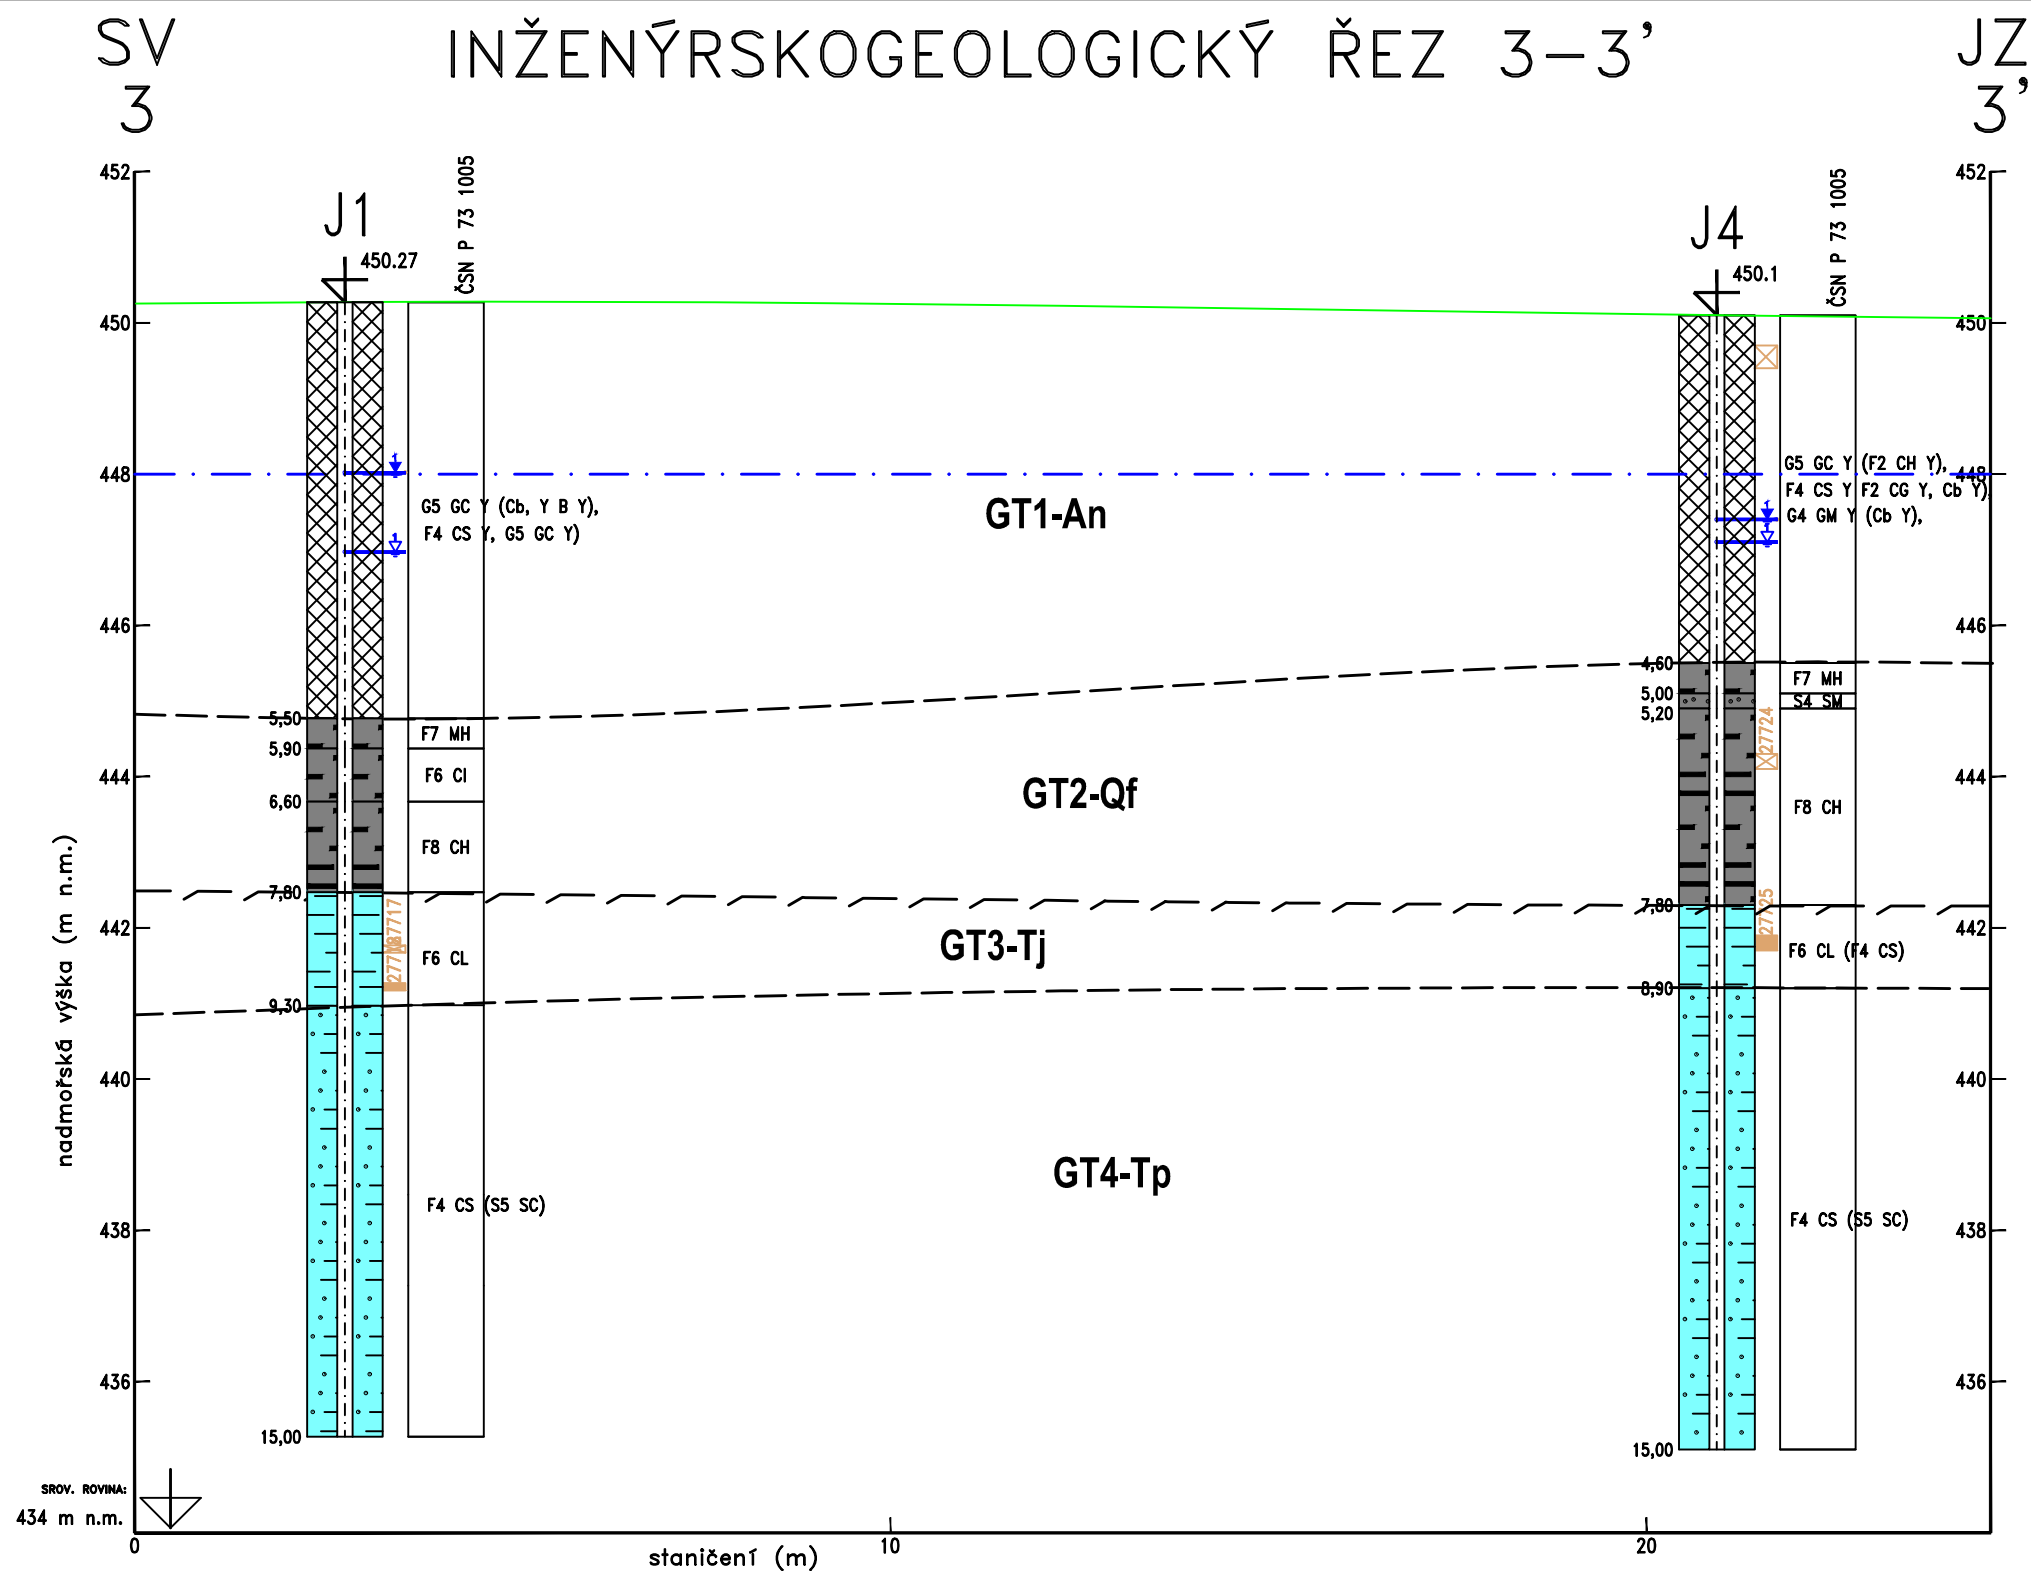 SV INŽENÝRSKOGEOLOGICKÝ ŘEZ 3-3' JZ
3 3'
452 452
J1
450.27
ČSN P 73 1005
J4
450.1
ČSN P 73 1005
450 450
448 448
G5 GC Y (Cb, Y B Y),
F4 CS Y, G5 GC Y)
GT1-An
G5 GC Y (F2 CH Y),
F4 CS Y F2 CG Y, Cb Y)
G4 GM Y (Cb Y),
446 446
4,60
F7 MH
5,00
S4 SM
5,20
5,50
F7 MH
5,90
F6 CI
6,60
F8 CH
7,80
444 444
GT2-Qf
27724
F8 CH
7,80
27725
442 442
27717
F6 CL
9,30
GT3-Tj
F6 CL (F4 CS)
8,90
nadmořská výška (m n.m.)
440 440
GT4-Tp
F4 CS (S5 SC)
F4 CS (S5 SC)
438 438
436 436
15,00
15,00
SROV. ROVINA:
434 m n.m.
0 10 20
staničení (m)